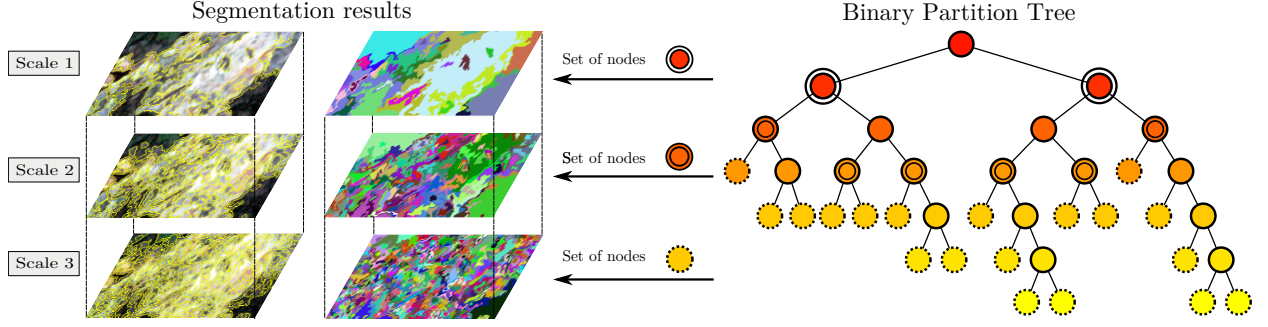 Segmentation results
Binary Partition Tree
Scale 1
Set of nodes
Scale 2
Set of nodes
Scale 3
Set of nodes